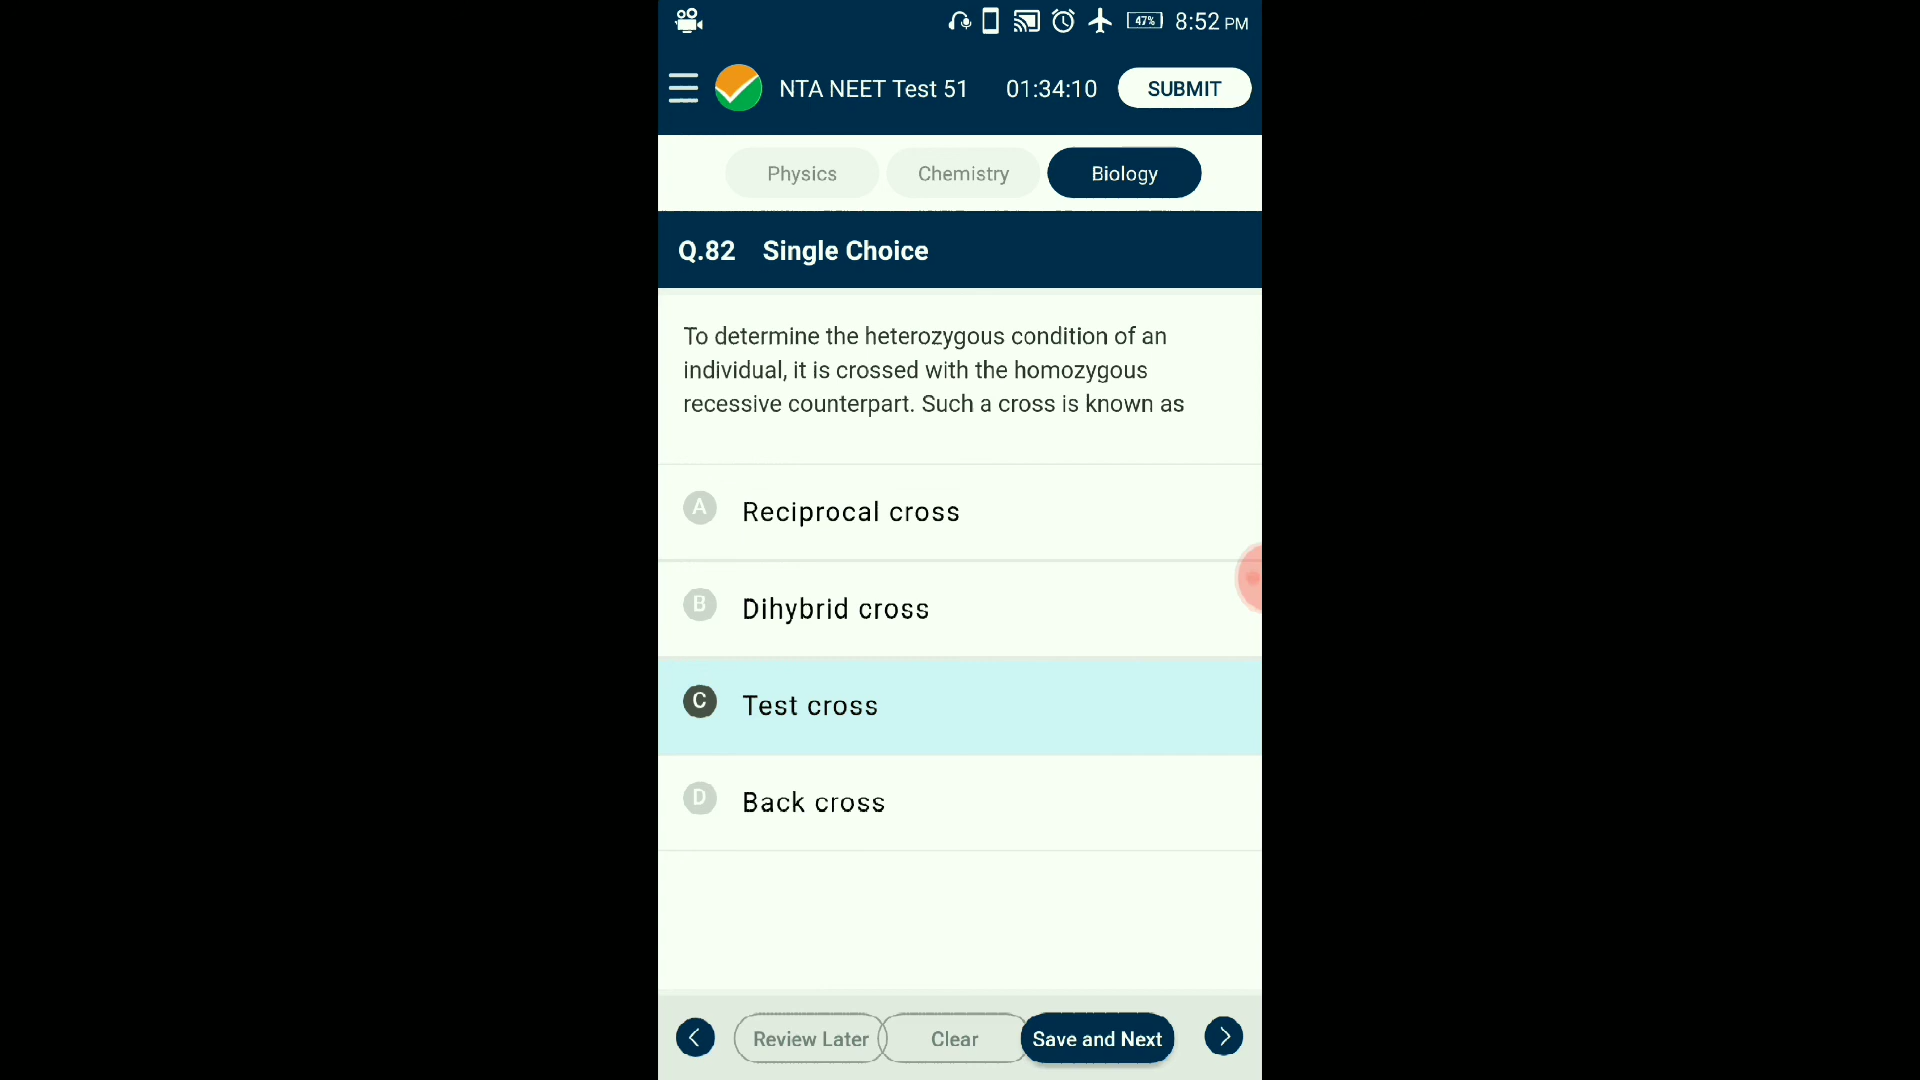 47% 8:52 PM
NTA NEET Test 51 01:34:10 SUBMIT
Physics Chemistry Biology
Q.82 Single Choice
To determine the heterozygous condition of an
individual, it is crossed with the homozygous
recessive counterpart. Such a cross is known as
A Reciprocal cross
B Dihybrid cross
C Test cross
D Back cross
Review Later Clear Save and Next